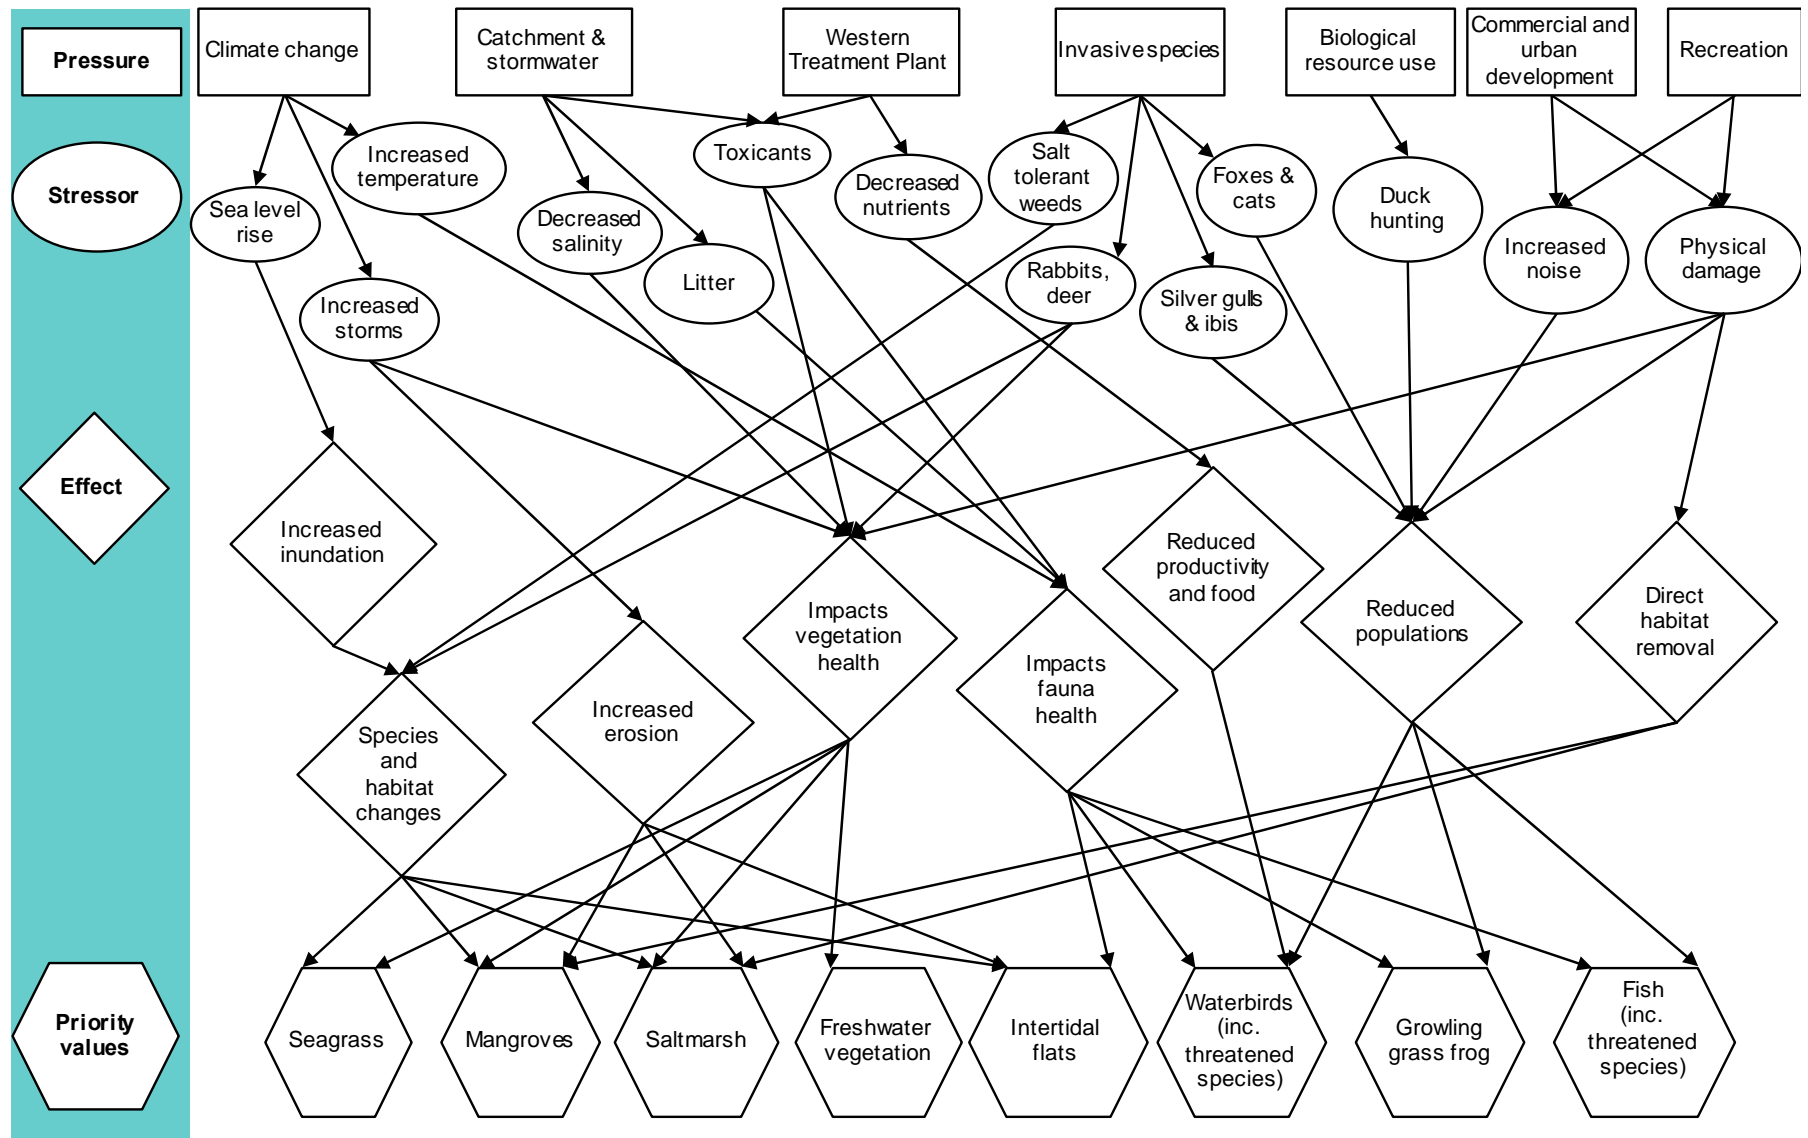 Pressure
Climate change
Catchment &
stormwater
Western
Treatment Plant
Invasive species
Biological
resource use
Commercial and
urban
development
Recreation
Stressor
Sea level
rise
Increased
storms
Increased
temperature
Decreased
salinity
Litter
Toxicants
Decreased
nutrients
Salt
tolerant
weeds
Rabbits,
deer
Silver gulls
& ibis
Foxes &
cats
Duck
hunting
Increased
noise
Physical
damage
Effect
Increased
inundation
Species
and
habitat
changes
Increased
erosion
Impacts
vegetation
health
Impacts
fauna
health
Reduced
productivity
and food
Reduced
populations
Direct
habitat
removal
Priority
values
Seagrass
Mangroves
Saltmarsh
Freshwater
vegetation
Intertidal
flats
Waterbirds
(inc.
threatened
species)
Growling
grass frog
Fish
(inc.
threatened
species)